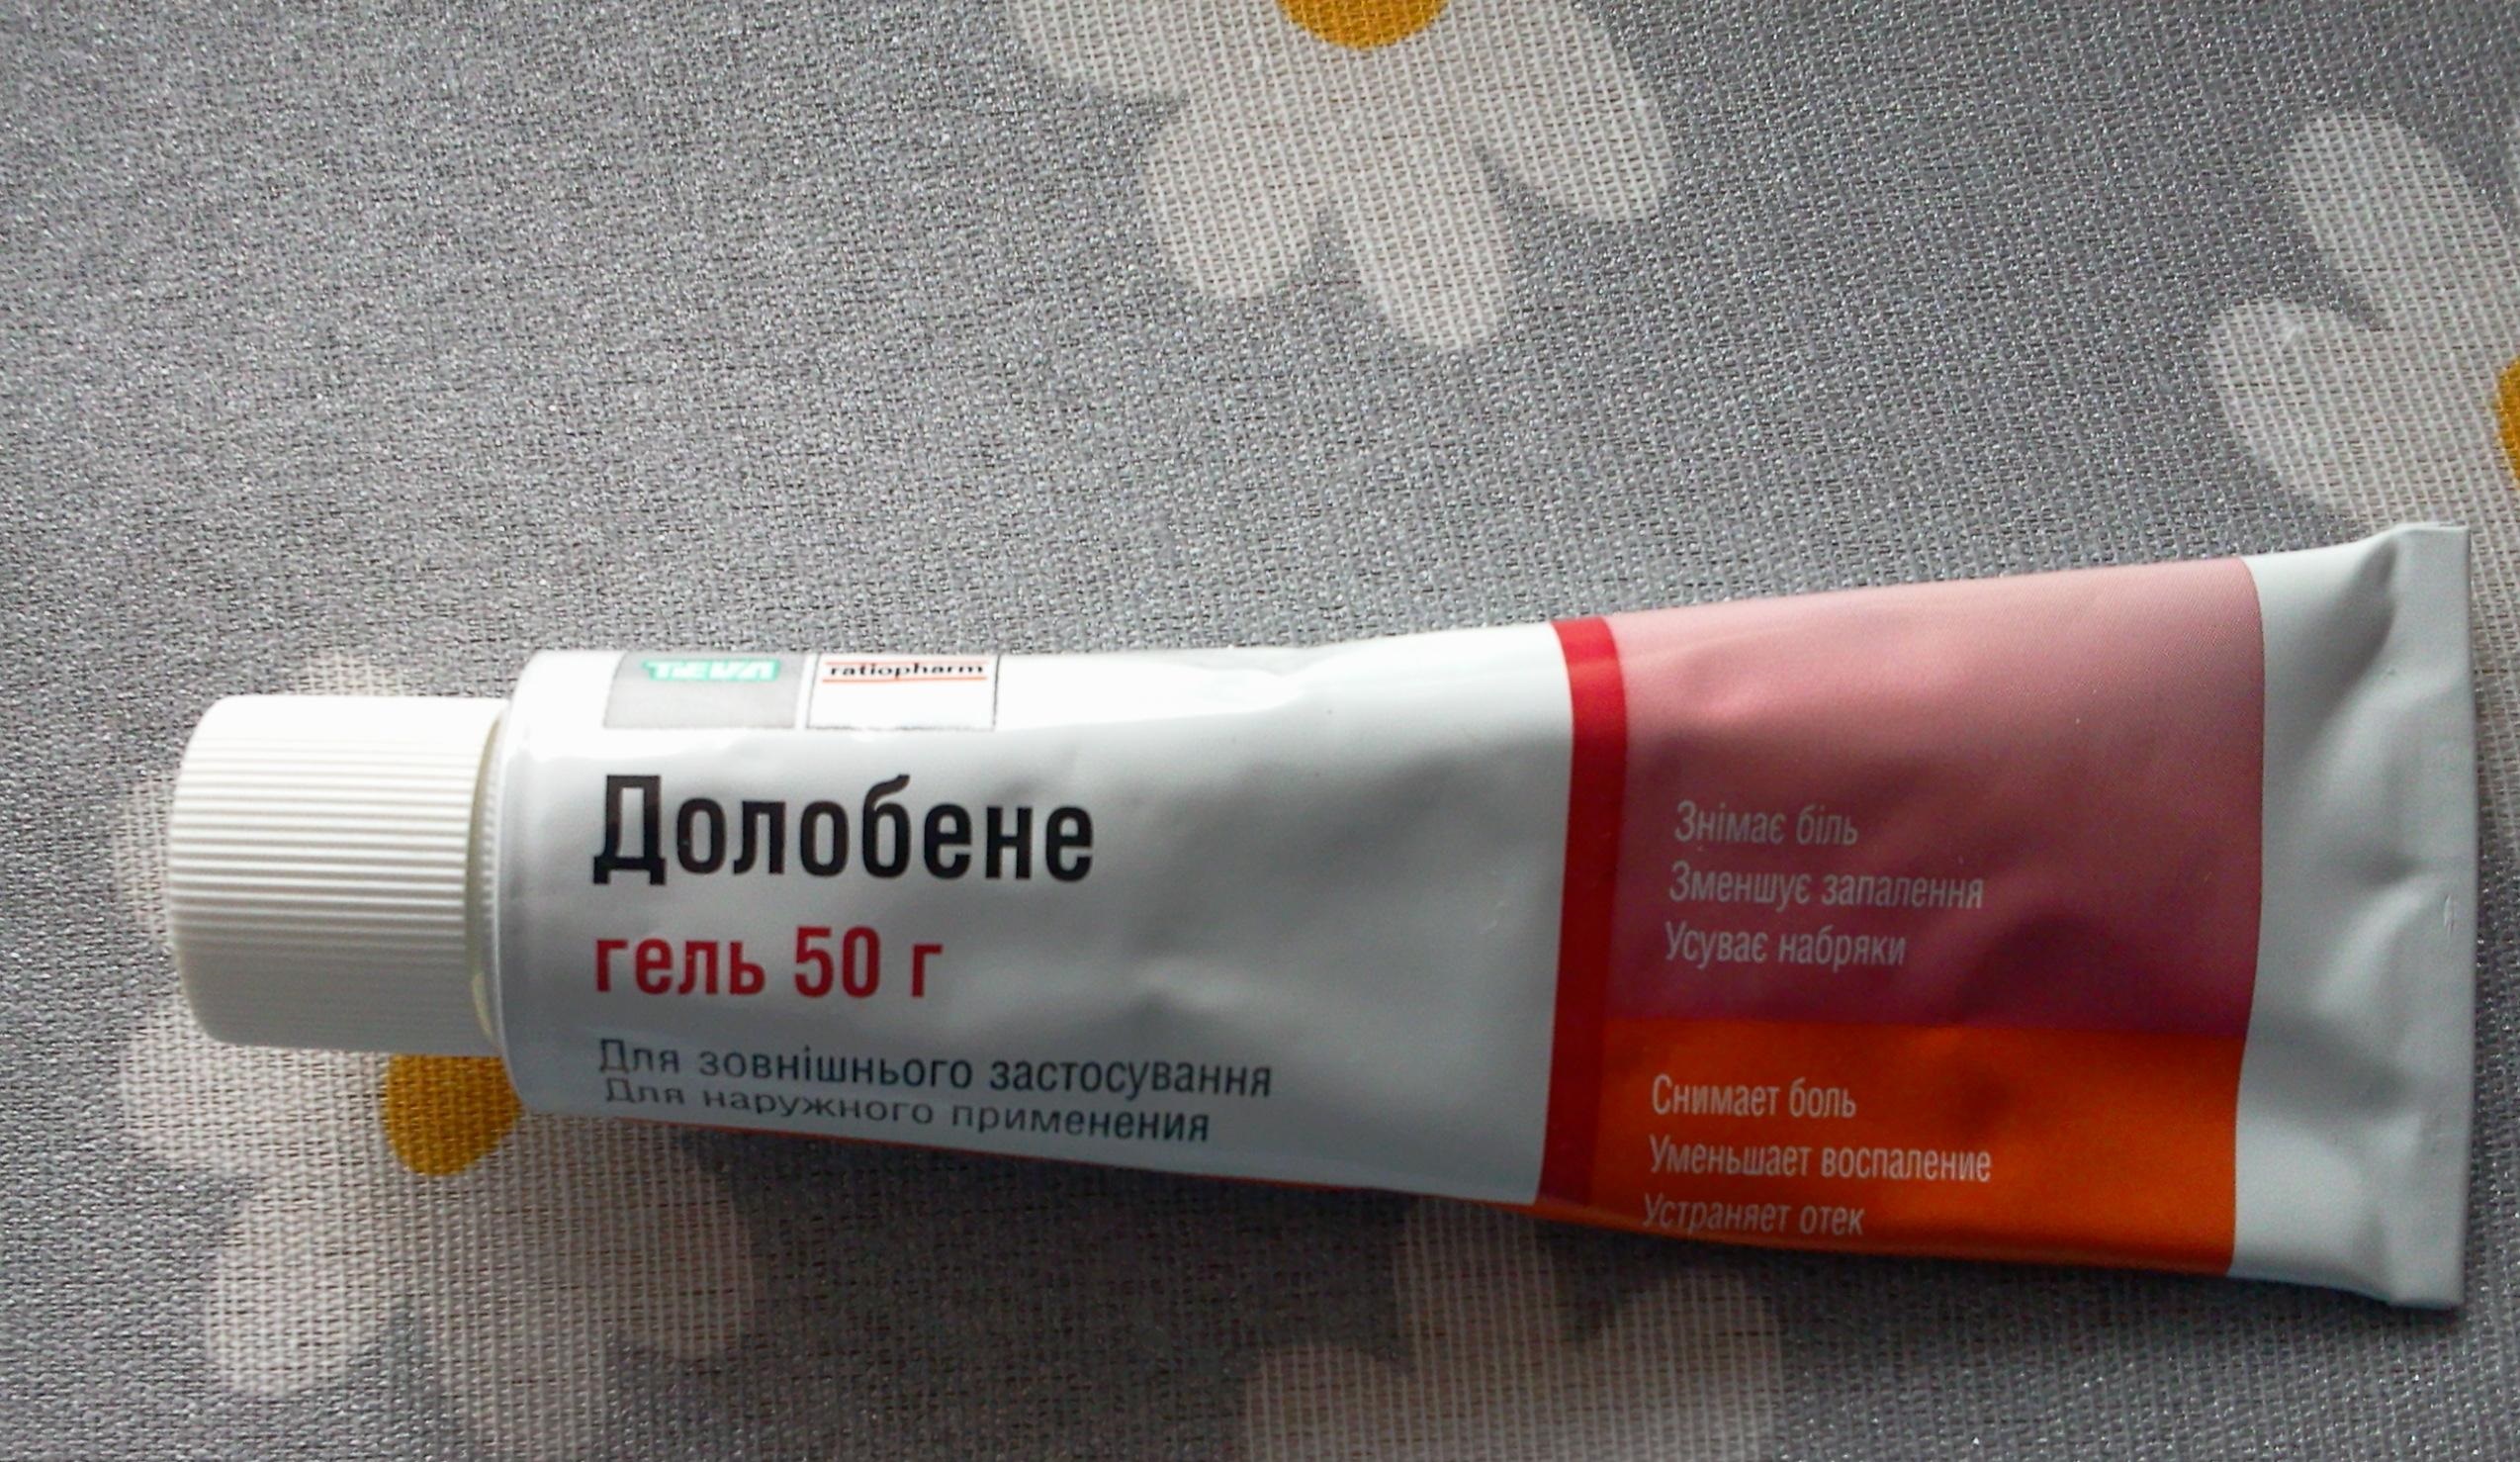 TEVA
ratiopharm
Долобене
гель 50 г
Для зовнішнього застосування
Для наружного применения
Знімає біль
Зменшує запалення
Усуває набряки
Снимает боль
Уменьшает воспаление
Устраняет отек